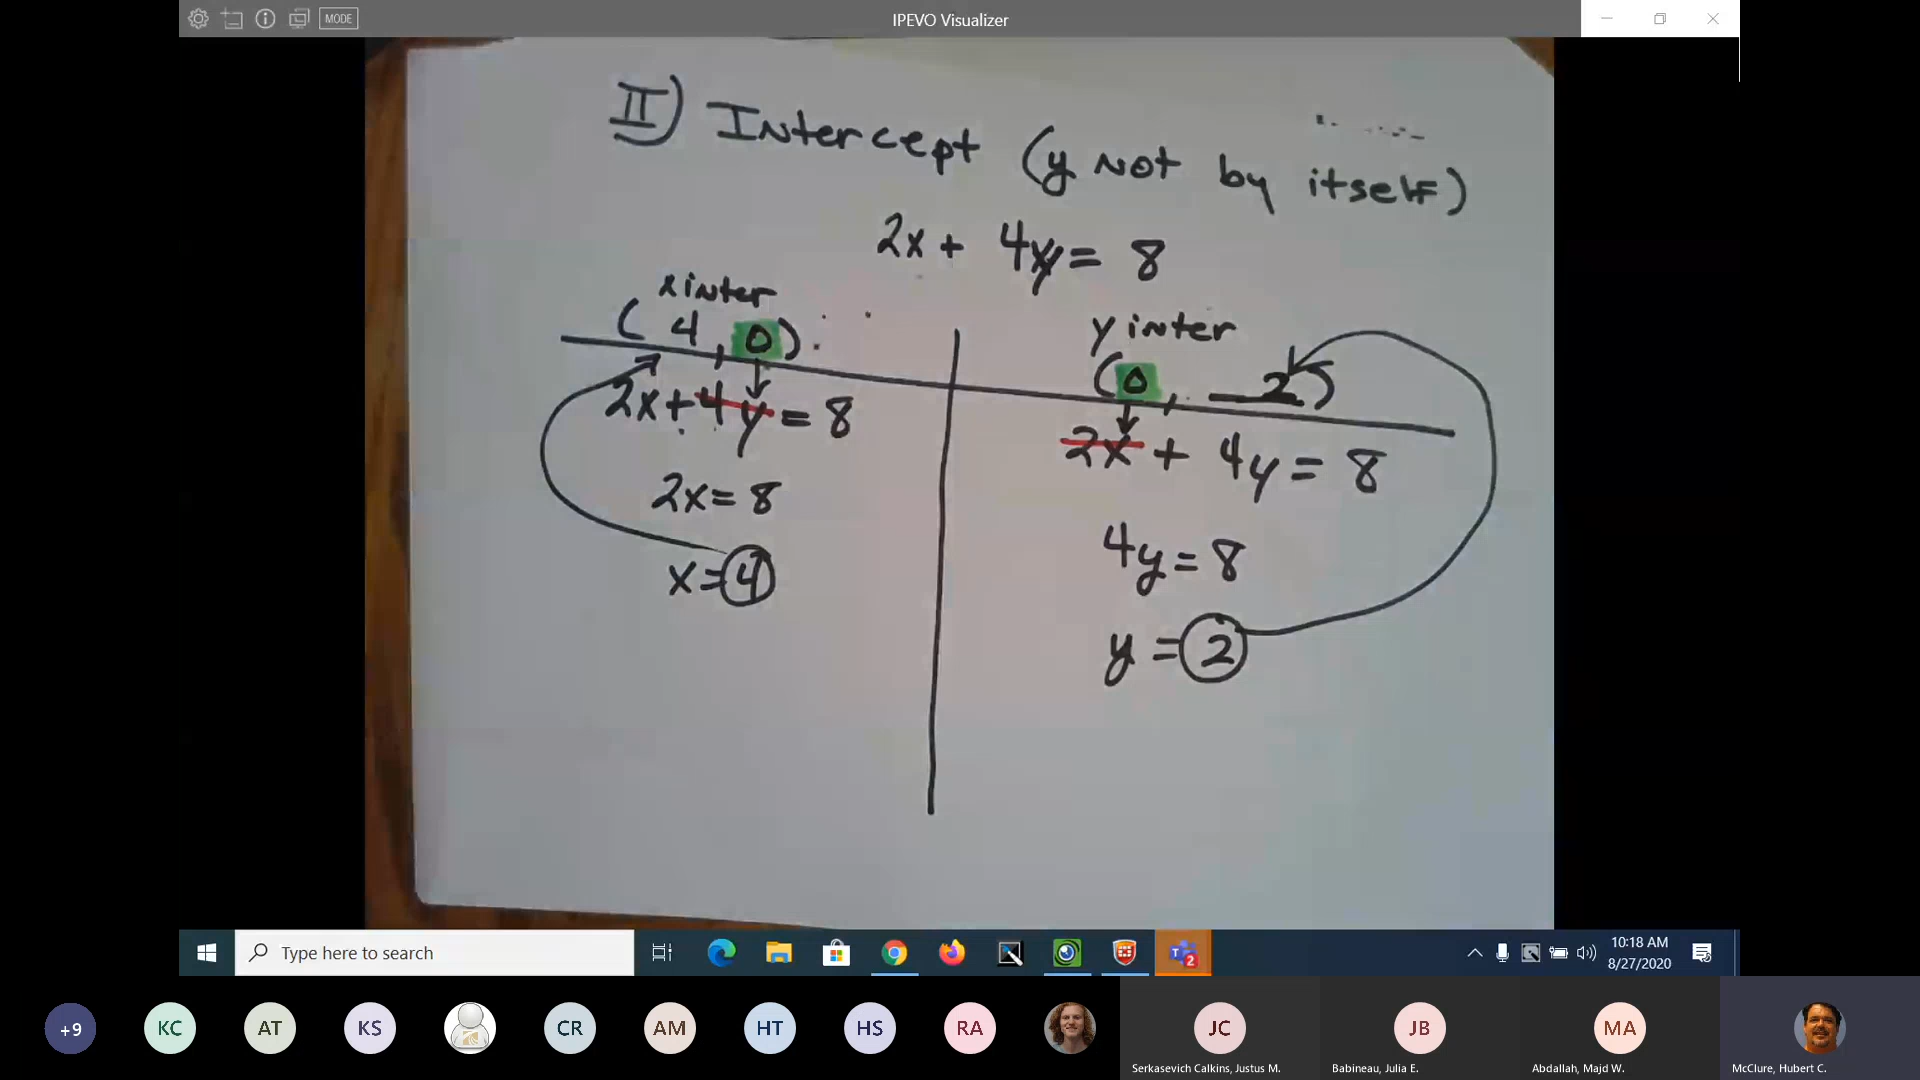 MODE
IPEVO Visualizer
II) Intercept (y not by itself)
2x + 4y = 8
x inter
(4, 0)
2x + 4y = 8
2x = 8
x = 4
y inter
(0, 2)
2x + 4y = 8
4y = 8
y = 2
Type here to search
2
10:18 AM
8/27/2020
+9
KC
AT
KS
CR
AM
HT
HS
RA
JC
JB
MA
Serkasevich Calkins, Justus M.
Babineau, Julia E.
Abdallah, Majd W.
McClure, Hubert C.